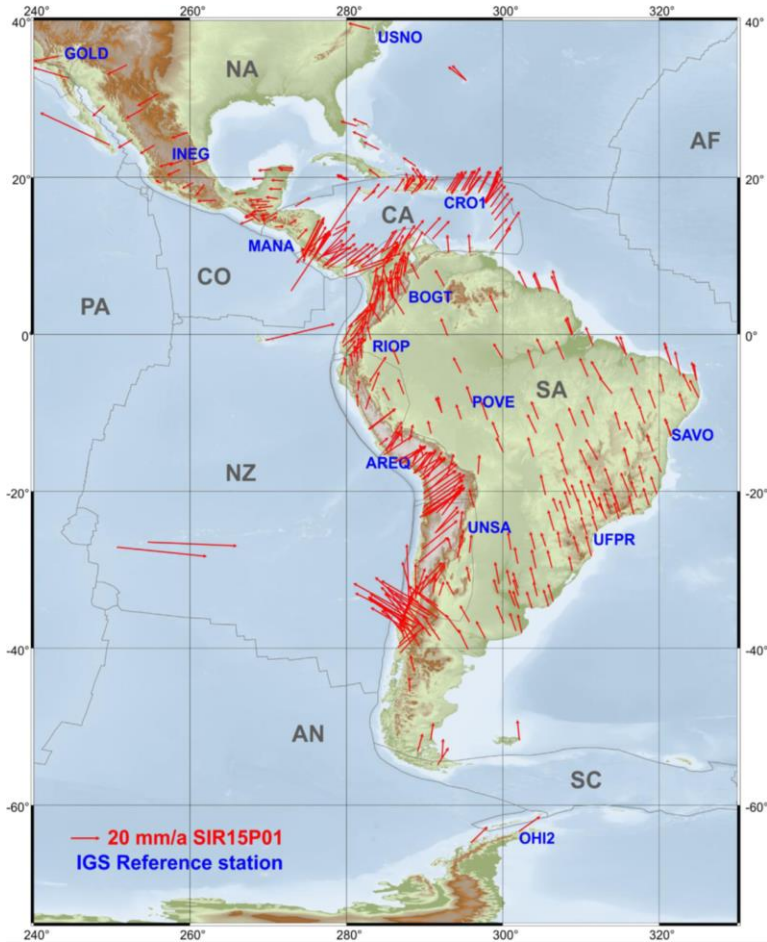 240 260 280 300 320
40° 40°
USNO
GOLD
NA
AF
INEG
20° 20°
CRO1
CA
MANA
CO
BOGT
PA
0° 0°
RIOP
SA
POVE
SAVO
AREQ
NZ
-20° -20°
UNSA
UFPR
-40° -40°
AN
SC
-60° -60°
20 mm/a SIR15P01
OHI2
IGS Reference station
240 260 280 300 320